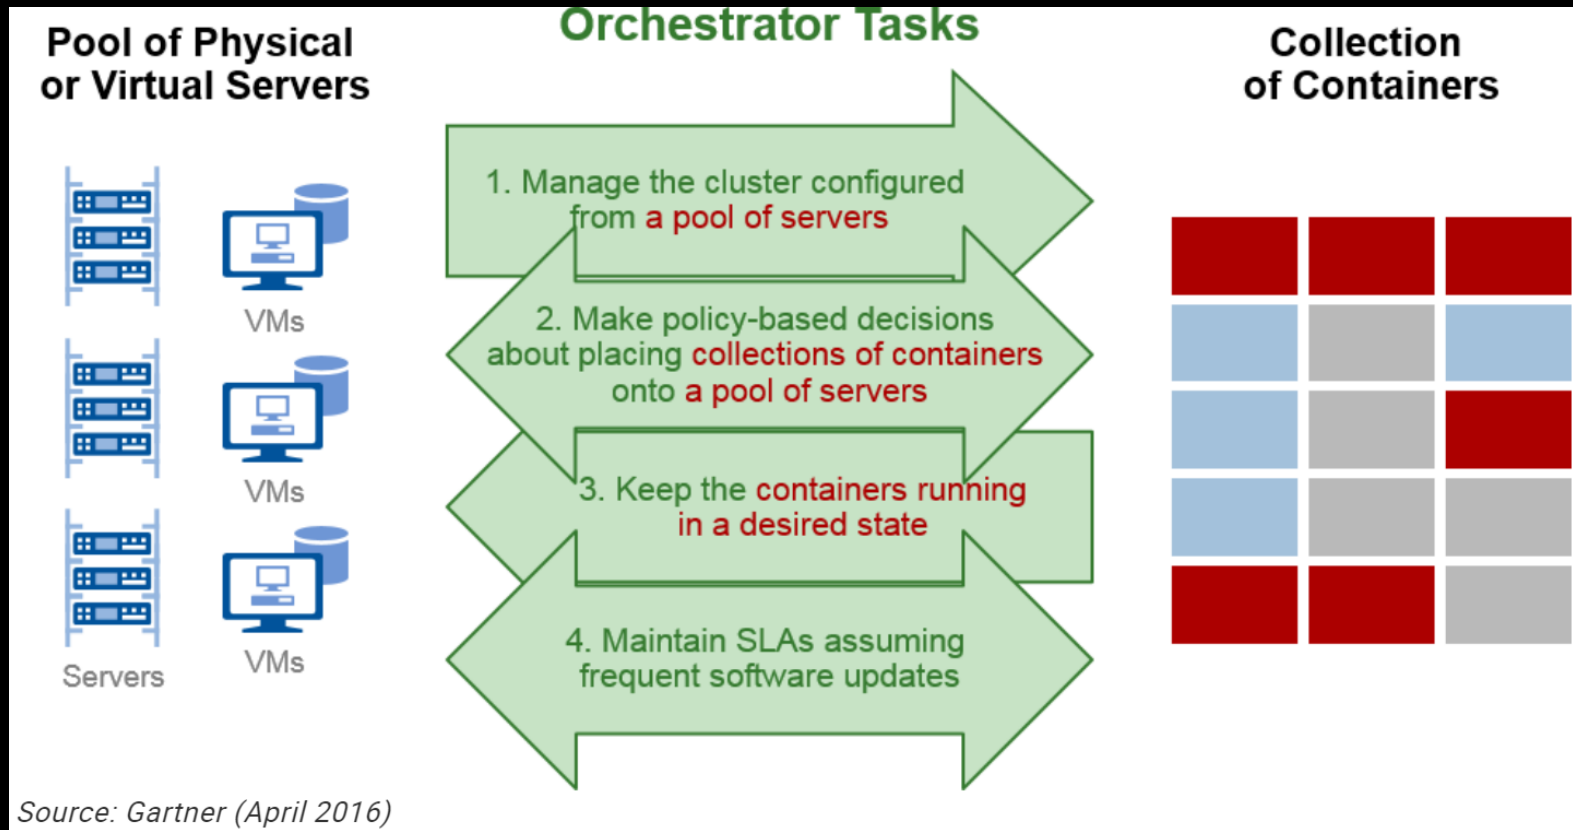 Pool of Physical
or Virtual Servers
Orchestrator Tasks
Collection
of Containers
1. Manage the cluster configured
from a pool of servers
2. Make policy-based decisions
about placing collections of containers
onto a pool of servers
3. Keep the containers running
in a desired state
4. Maintain SLAs assuming
frequent software updates
VMs
VMs
Servers
VMs
Source: Gartner (April 2016)